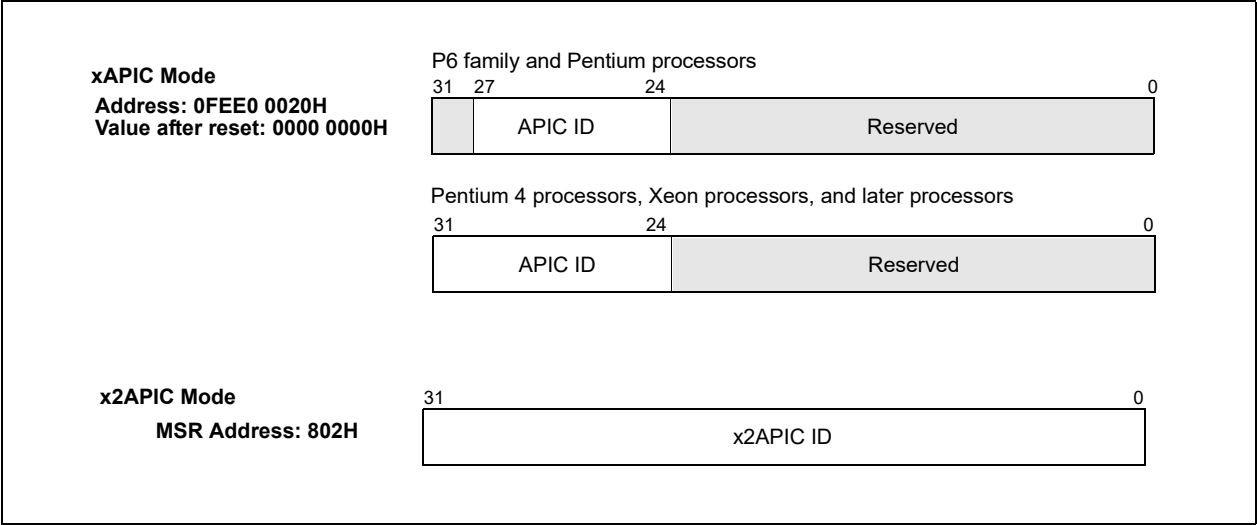 P6 family and Pentium processors
xAPIC Mode
31 27 24 0
Address: 0FEE0 0020H
Value after reset: 0000 0000H
APIC ID Reserved
Pentium 4 processors, Xeon processors, and later processors
31 24 0
APIC ID Reserved
x2APIC Mode
31 0
MSR Address: 802H
x2APIC ID